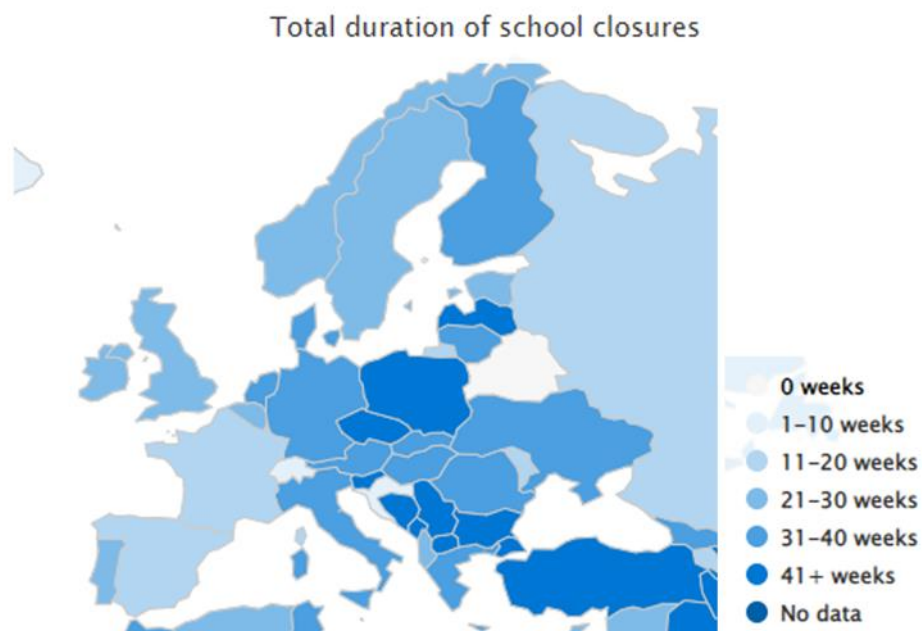 Total duration of school closures
0 weeks
1–10 weeks
11–20 weeks
21–30 weeks
31–40 weeks
41+ weeks
No data